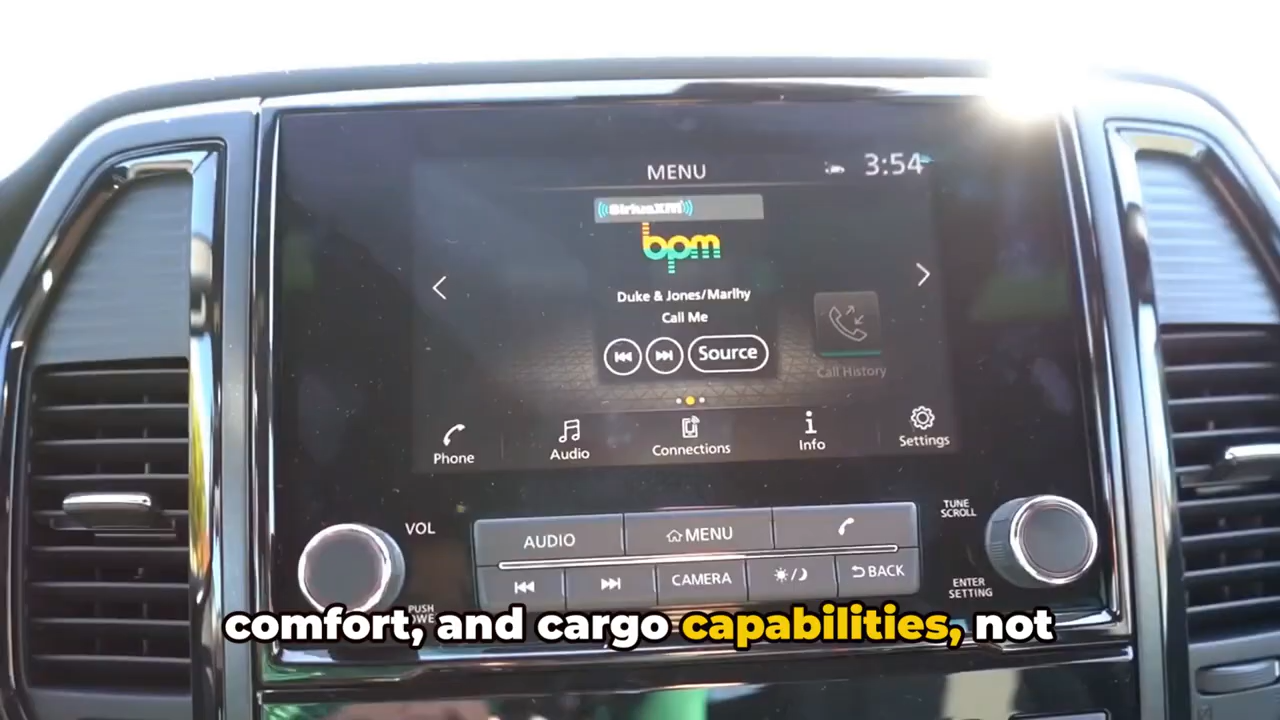 MENU
3:54
SiriusXM
bpm
Duke & Jones/Marlhy
Call Me
Source
Call History
Phone
Audio
Connections
Info
Settings
VOL
TUNE
SCROLL
AUDIO
MENU
CAMERA
BACK
ENTER
SETTING
PUSH
comfort, and cargo capabilities, not